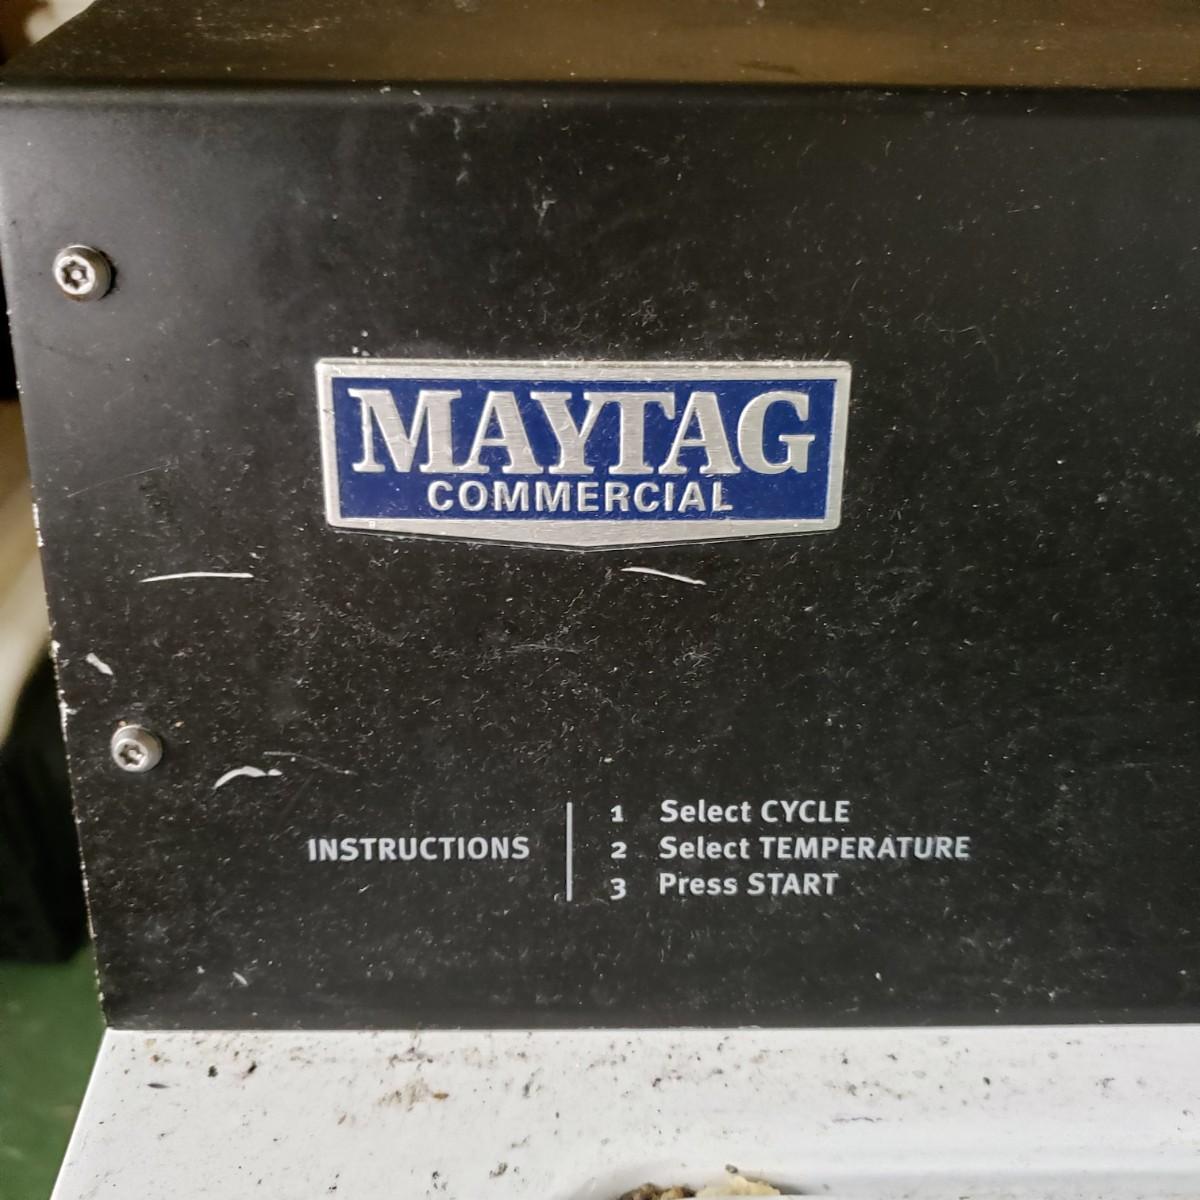 MAYTAG
COMMERCIAL
INSTRUCTIONS
1 Select CYCLE
2 Select TEMPERATURE
3 Press START